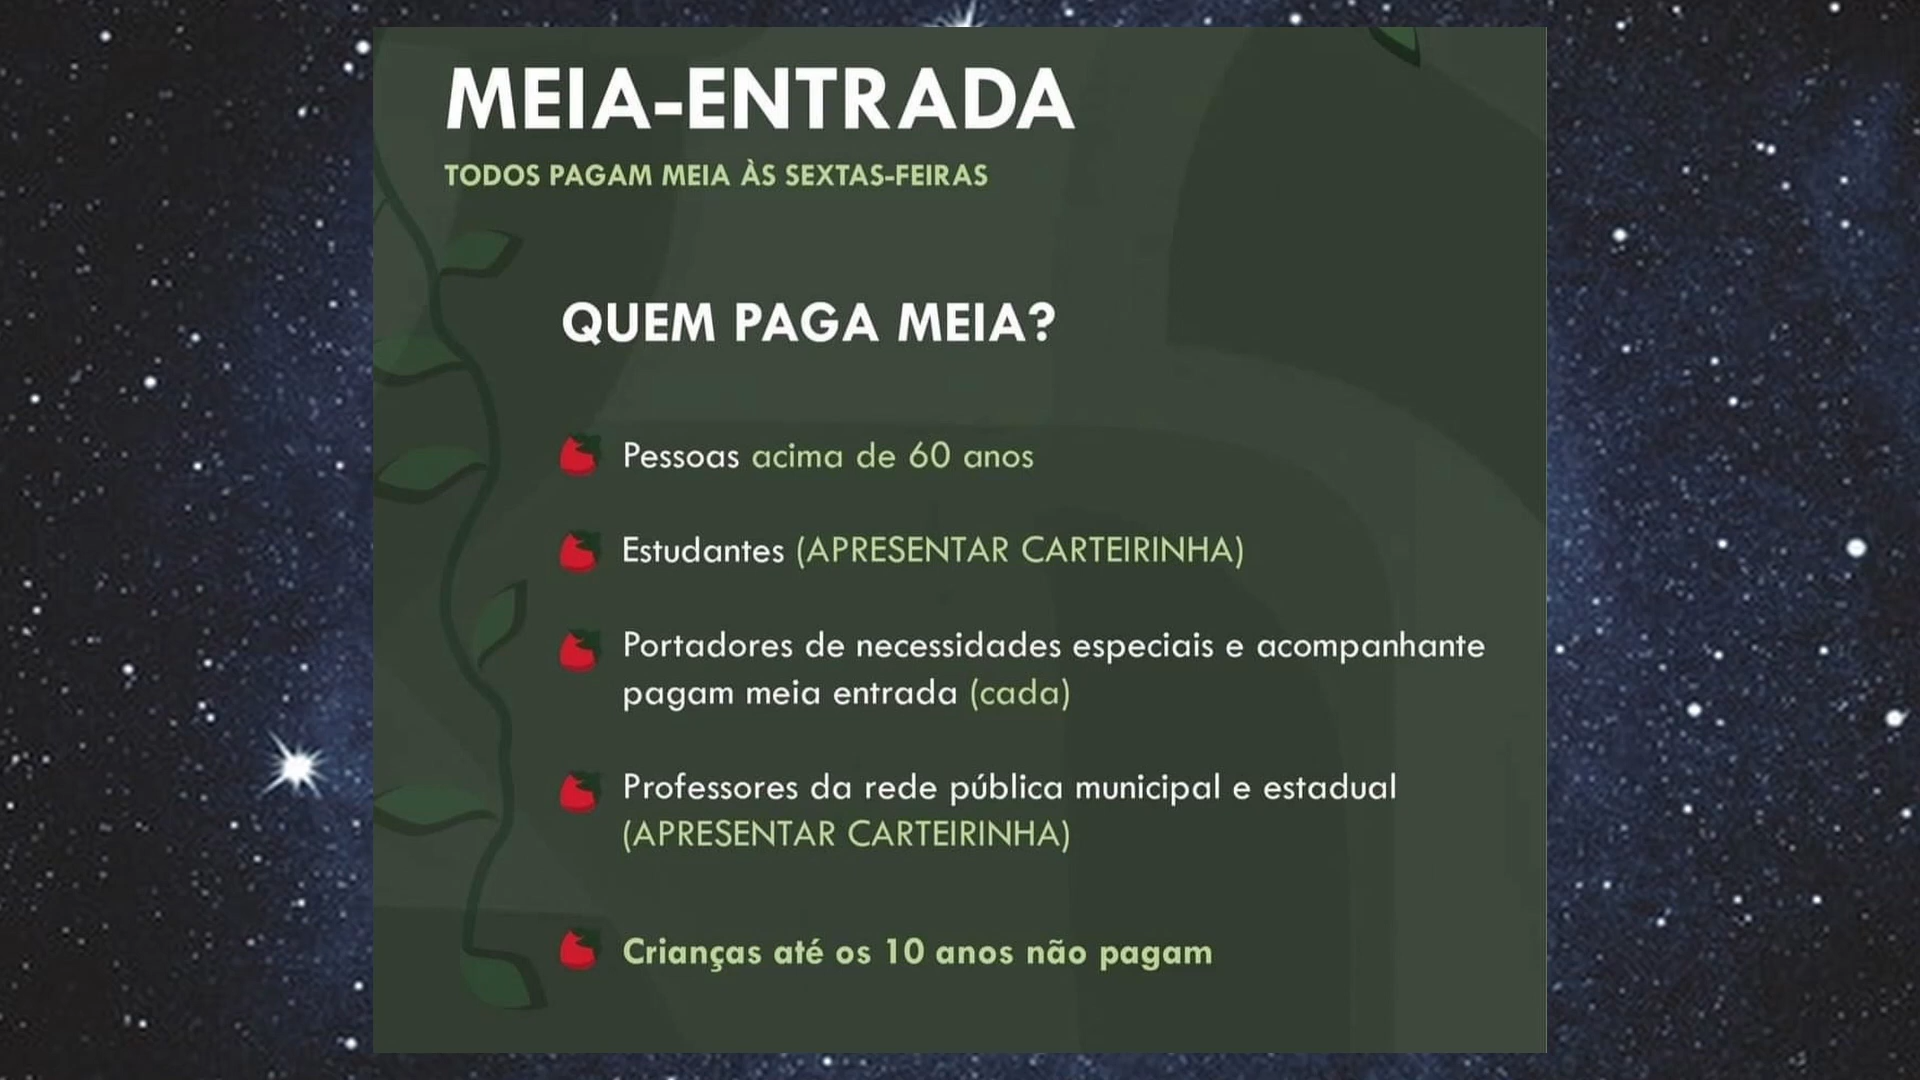 MEIA-ENTRADA
TODOS PAGAM MEIA ÀS SEXTAS-FEIRAS
QUEM PAGA MEIA?
Pessoas acima de 60 anos
Estudantes (APRESENTAR CARTEIRINHA)
Portadores de necessidades especiais e acompanhante
pagam meia entrada (cada)
Professores da rede pública municipal e estadual
(APRESENTAR CARTEIRINHA)
Crianças até os 10 anos não pagam